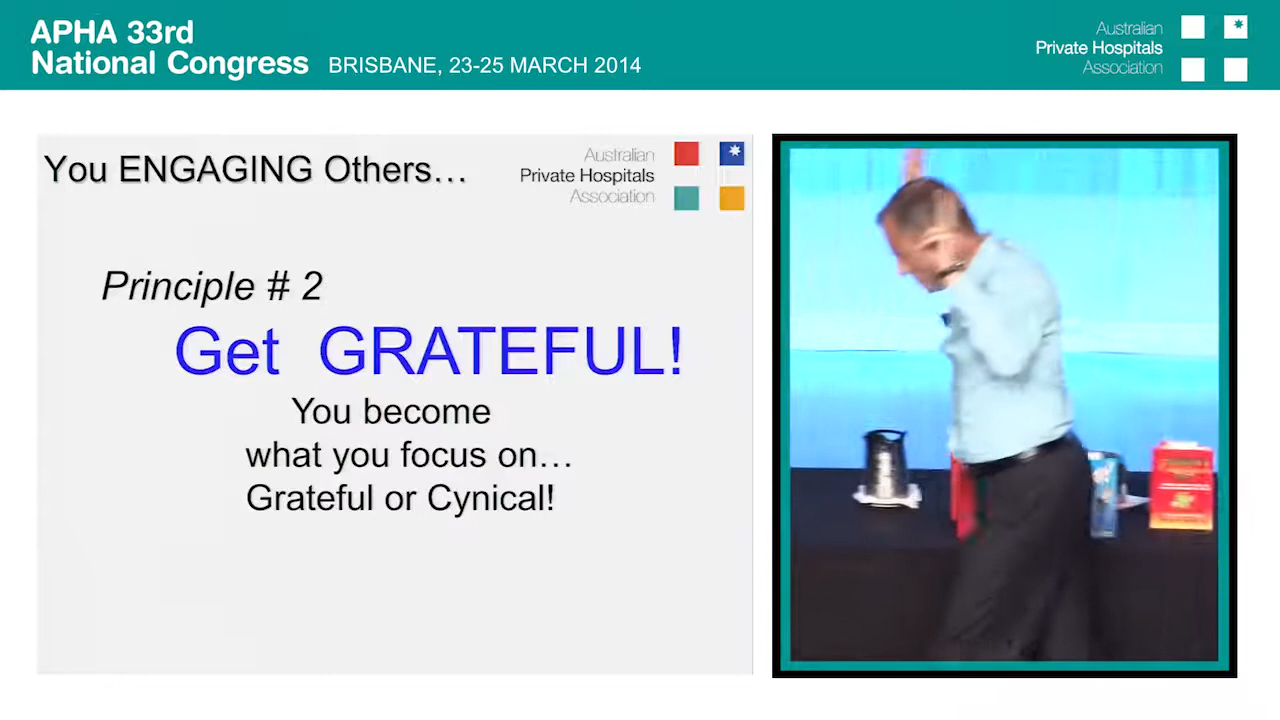 APHA 33rd
National Congress BRISBANE, 23-25 MARCH 2014
Australian
Private Hospitals
Association
You ENGAGING Others…
Australian
Private Hospitals
Association
Principle # 2
Get GRATEFUL!
You become
what you focus on…
Grateful or Cynical!